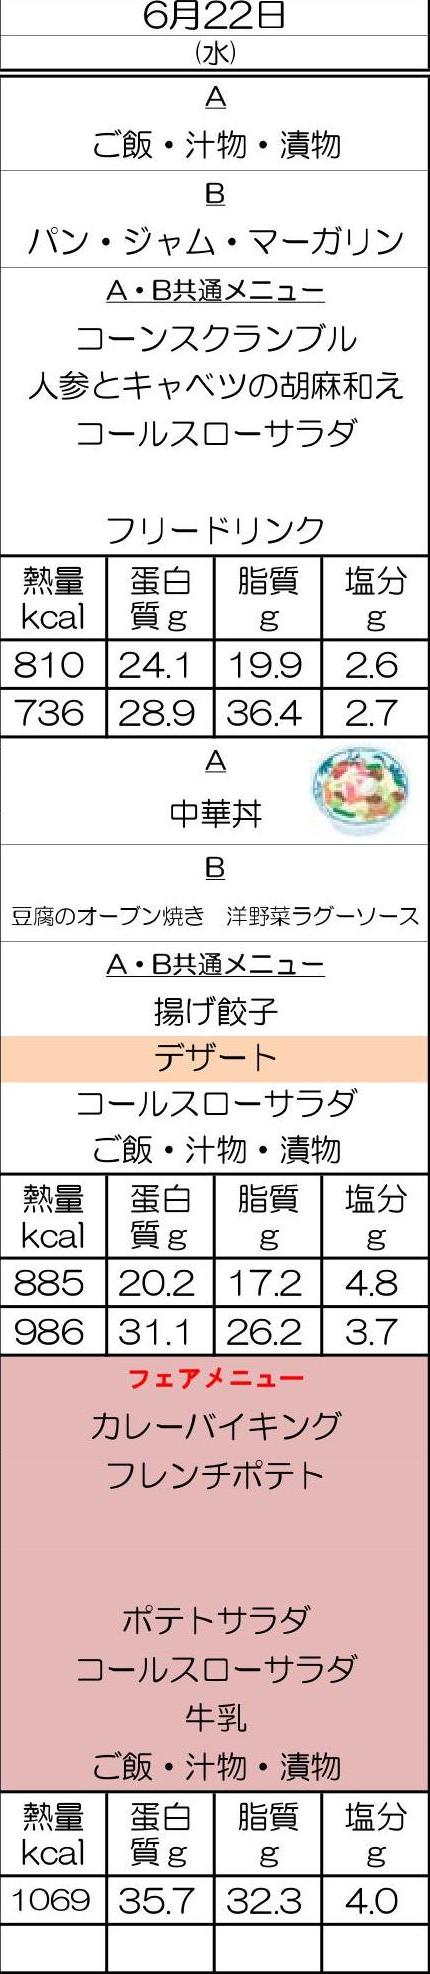 6月22日
(水)
A
ご飯・汁物・漬物
B
パン・ジャム・マーガリン
A・B共通メニュー
コーンスクランブル
人参とキャベツの胡麻和え
コールスローサラダ
フリードリンク
熱量 蛋白 脂質 塩分
kcal 質g g g
810 24.1 19.9 2.6
736 28.9 36.4 2.7
A
中華丼
B
豆腐のオーブン焼き 洋野菜ラグーソース
A・B共通メニュー
揚げ餃子
デザート
コールスローサラダ
ご飯・汁物・漬物
熱量 蛋白 脂質 塩分
kcal 質g g g
885 20.2 17.2 4.8
986 31.1 26.2 3.7
フェアメニュー
カレーバイキング
フレンチポテト
ポテトサラダ
コールスローサラダ
牛乳
ご飯・汁物・漬物
熱量 蛋白 脂質 塩分
kcal 質g g g
1069 35.7 32.3 4.0